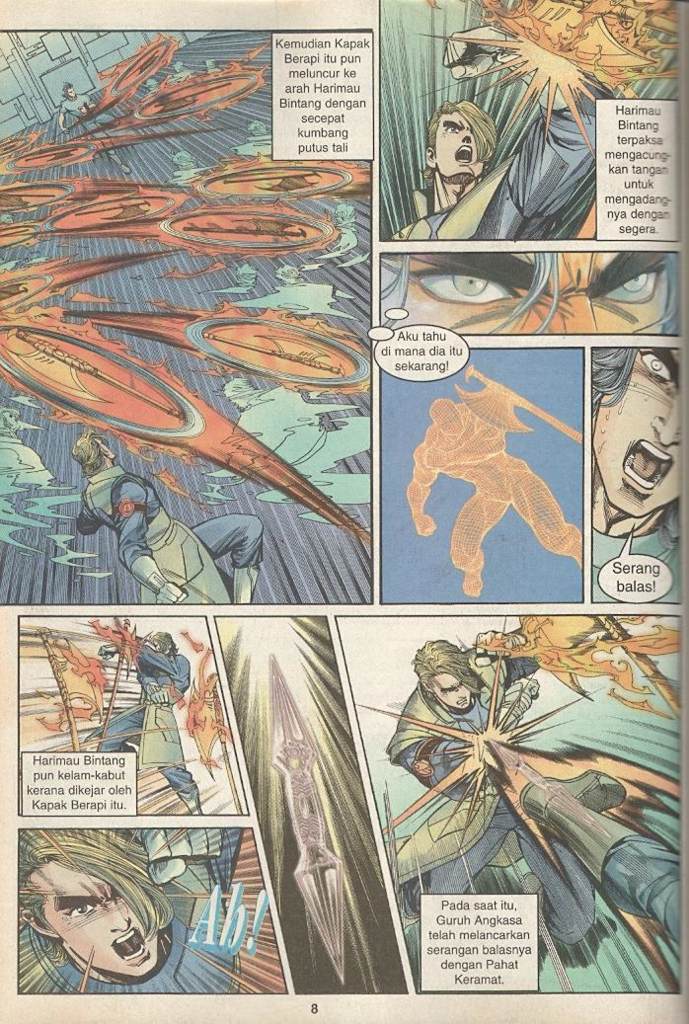 Kemudian Kapak
Berapi itu pun
meluncur ke
arah Harimau
Bintang dengan
secepat
kumbang
putus tali
Harimau
Bintang
terpaksa
mengacung-
kan tangan
untuk
mengadang-
nya dengan
segera.
Aku tahu
di mana dia itu
sekarang!
Serang
balas!
Harimau Bintang
pun kelam-kabut
kerana dikejar oleh
Kapak Berapi itu.
Ah!
Pada saat itu,
Guruh Angkasa
telah melancarkan
serangan balasnya
dengan Pahat
Keramat.
8